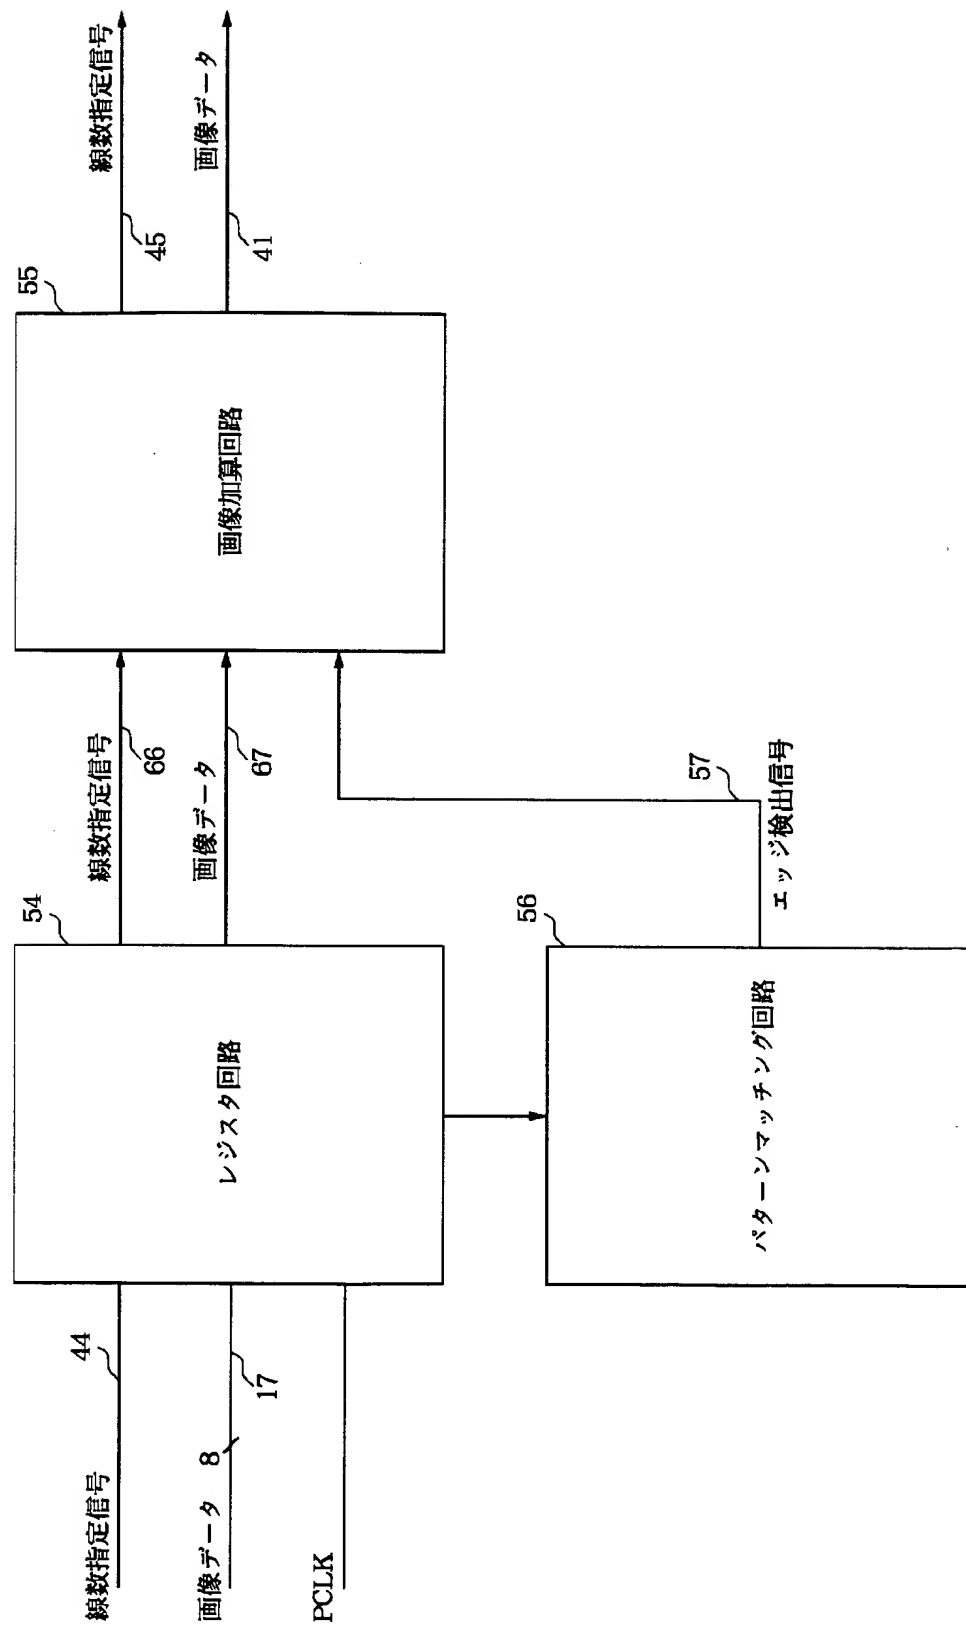 線数指定信号
44
画像データ
8
17
PCLK
54
レジスタ回路
線数指定信号
66
画像データ
67
55
画像加算回路
線数指定信号
45
画像データ
41
56
パターンマッチング回路
57
エッジ検出信号